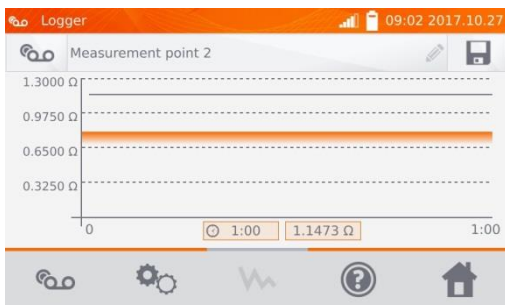 Logger 09:02 2017.10.27
Measurement point 2
1.3000 Ω
0.9750 Ω
0.6500 Ω
0.3250 Ω
0 1:00 1.1473 Ω 1:00
?